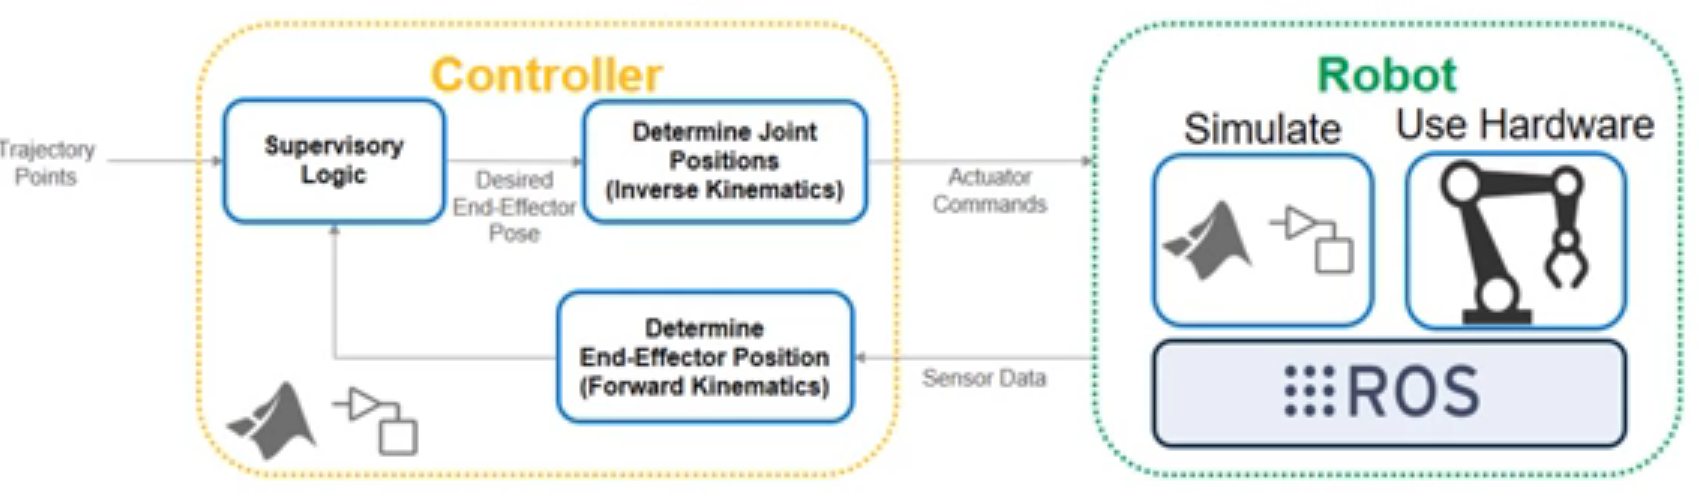 Controller
Robot
Simulate
Use Hardware
Trajectory
Points
Supervisory
Logic
Desired
End-Effector
Pose
Determine Joint
Positions
(Inverse Kinematics)
Actuator
Commands
Determine
End-Effector Position
(Forward Kinematics)
Sensor Data
ROS